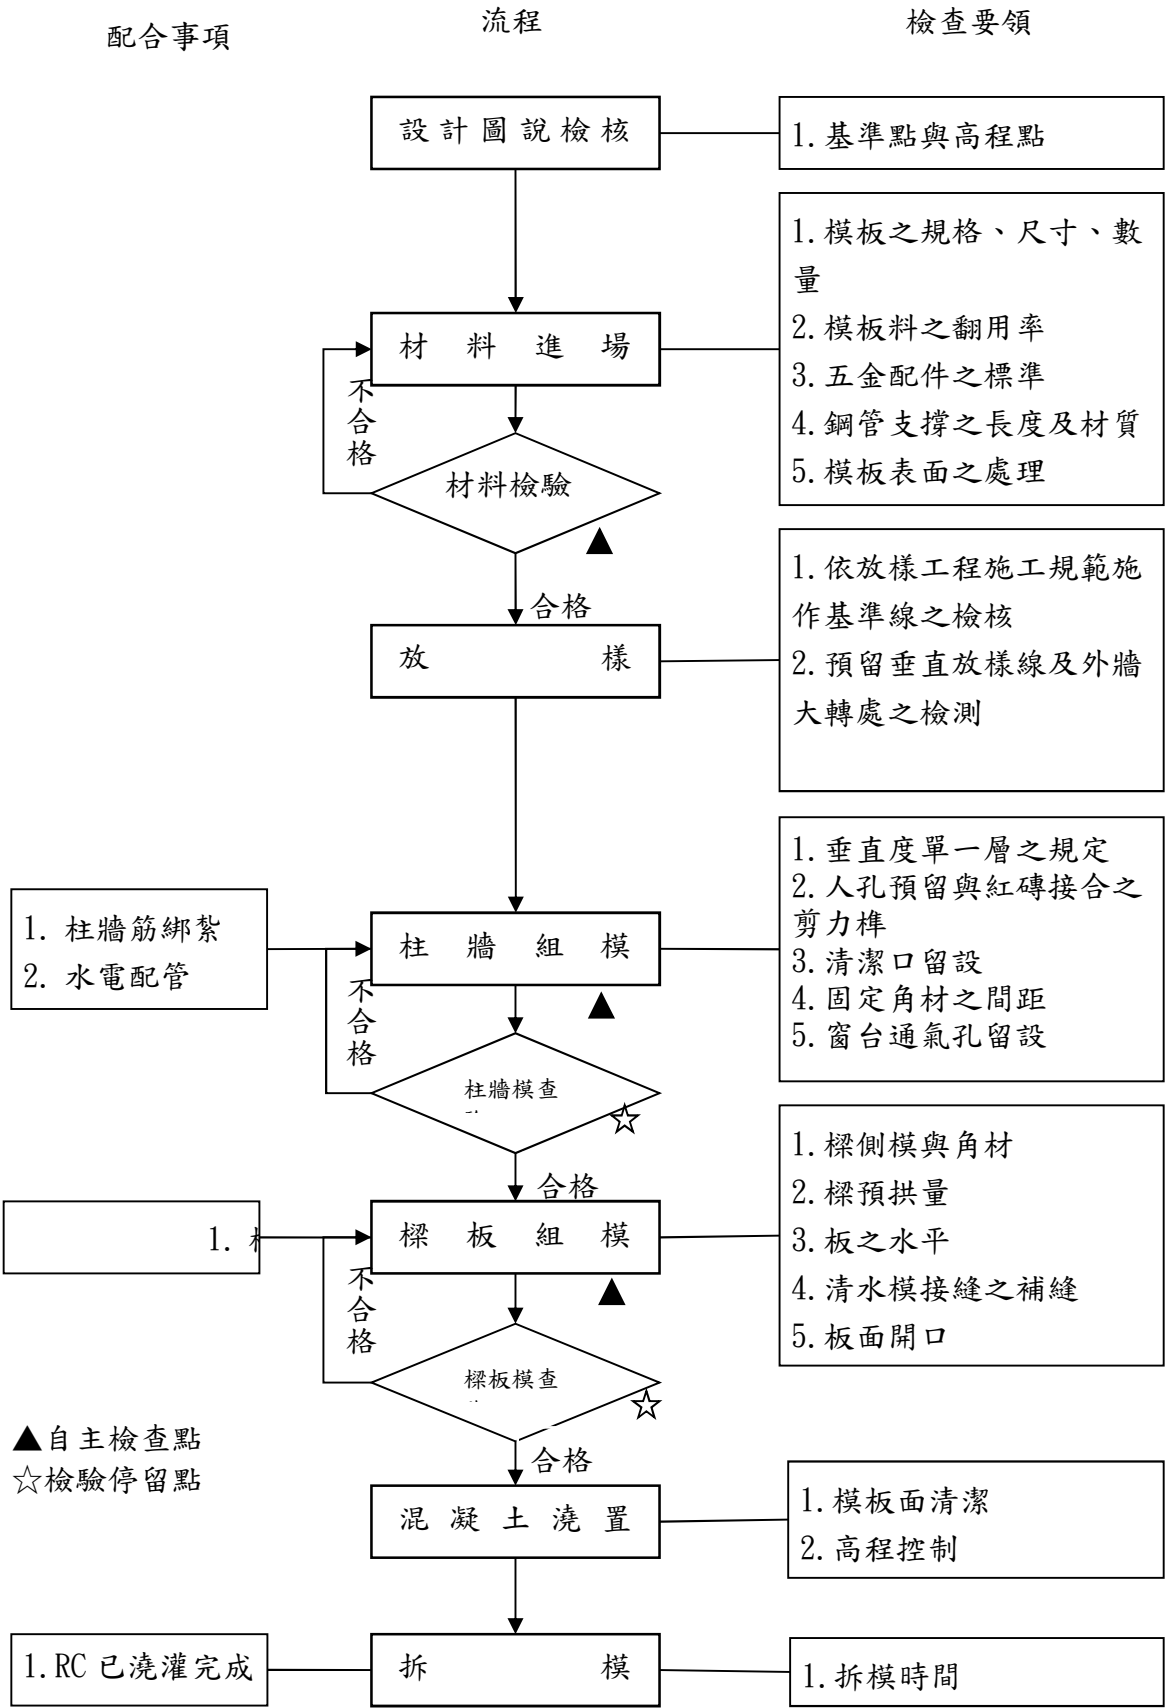 配合事項
流程
檢查要領
設計圖說檢核
1.基準點與高程點
材料進場
1.模板之規格、尺寸、數
量
2.模板料之翻用率
3.五金配件之標準
4.鋼管支撐之長度及材質
5.模板表面之處理
不合格
材料檢驗
▲
合格
放樣
1.依放樣工程施工規範施
作基準線之檢核
2.預留垂直放樣線及外牆
大轉處之檢測
1. 柱牆筋綁紮
2. 水電配管
柱牆組模
▲
1.垂直度單一層之規定
2.人孔預留與紅磚接合之
剪力榫
3.清潔口留設
4.固定角材之間距
5.窗台通氣孔留設
不合格
柱牆模查
☆
合格
1.
樑板組模
▲
1.樑側模與角材
2.樑預拱量
3.板之水平
4.清水模接縫之補縫
5.板面開口
不合格
樑板模查
☆
合格
▲自主檢查點
☆檢驗停留點
混凝土澆置
1.模板面清潔
2.高程控制
1.RC 已澆灌完成
拆模
1.拆模時間